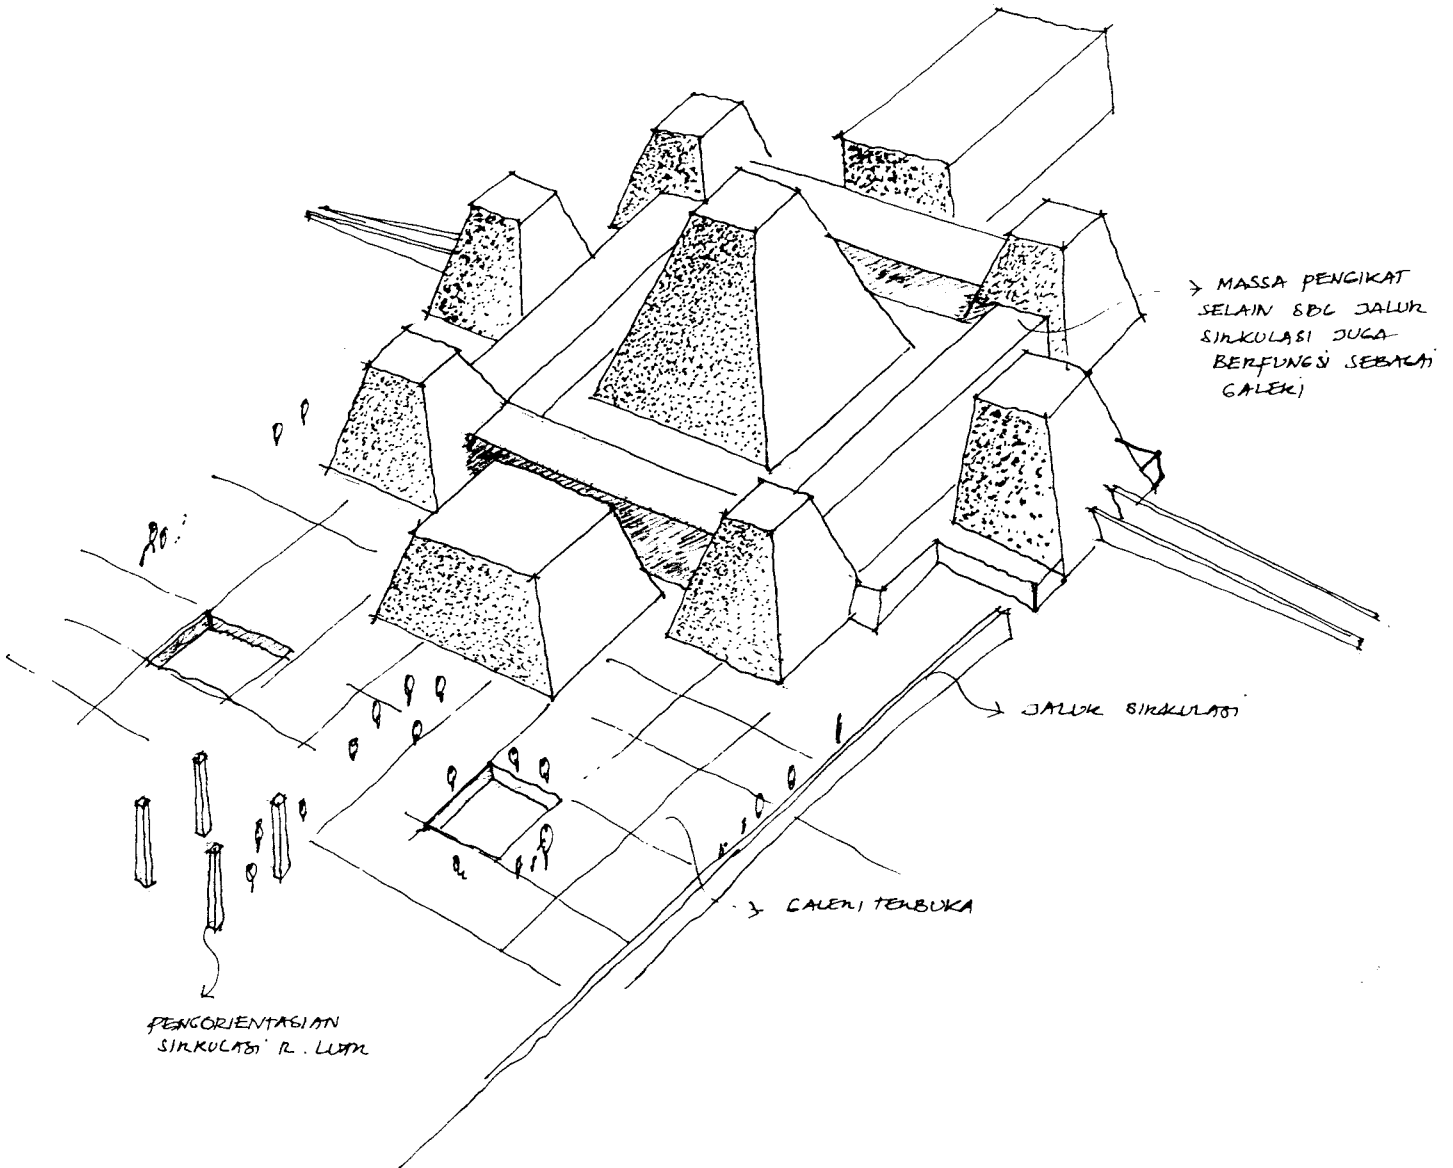 MASSA PENGIKAT
SELAIN SBG JALUR
SIRKULASI JUGA
BERFUNGSI SEBAGAI
GALERI
JALUR SIRKULASI
GALERI TERBUKA
PENGORIENTASIAN
SIRKULASI R. LUAR